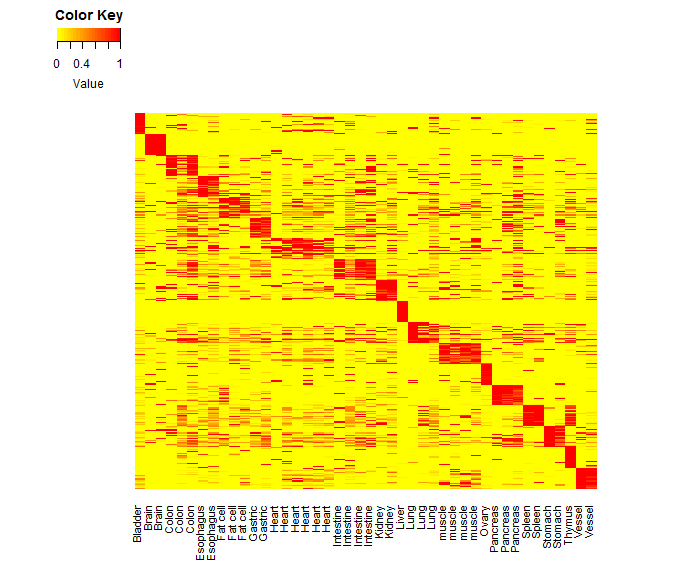 Color Key
0 0.4 1
Value
Bladder
Brain
Brain
Colon
Colon
Colon
Esophagus
Esophagus
Fat cell
Fat cell
Fat cell
Gastric
Gastric
Heart
Heart
Heart
Heart
Heart
Heart
Intestine
Intestine
Intestine
Intestine
Kidney
Kidney
Liver
Lung
Lung
Lung
muscle
muscle
muscle
muscle
Ovary
Pancreas
Pancreas
Pancreas
Spleen
Spleen
Stomach
Stomach
Thymus
Vessel
Vessel